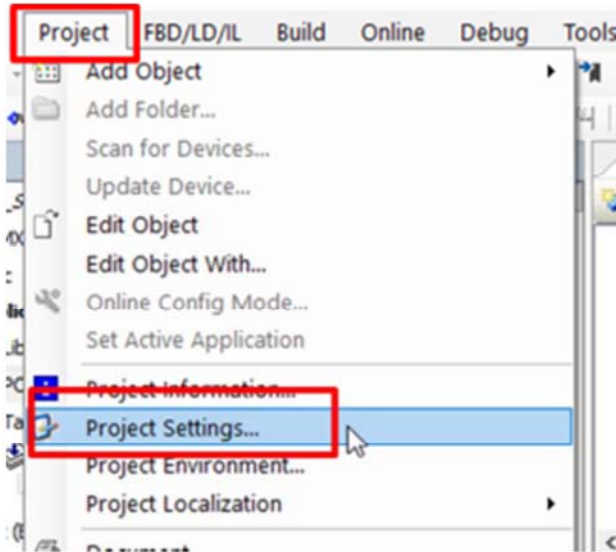 Project FBD/LD/IL Build Online Debug Tools
Add Object
Add Folder...
Scan for Devices...
Update Device...
Edit Object
Edit Object With...
Online Config Mode...
Set Active Application
Project Information...
Project Settings...
Project Environment...
Project Localization
Document